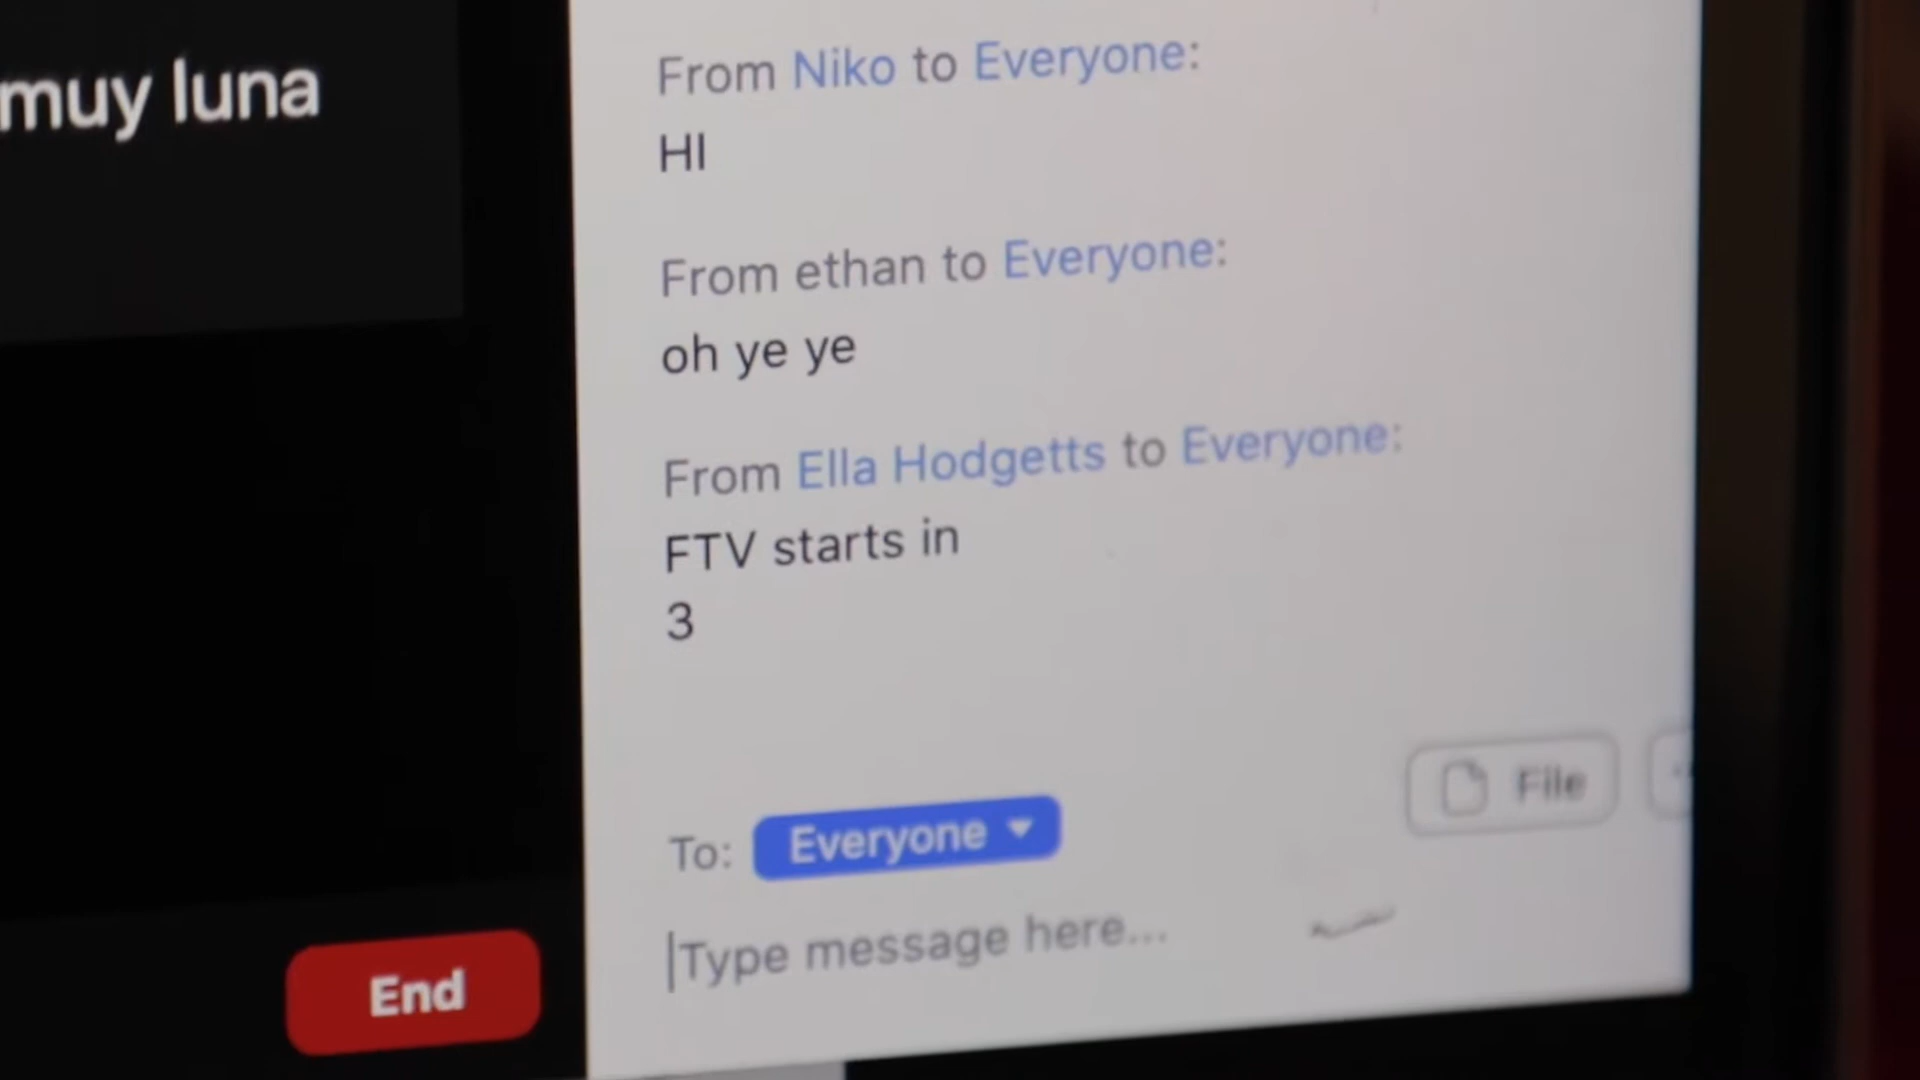 muy luna
From Niko to Everyone:
HI
From ethan to Everyone:
oh ye ye
From Ella Hodgetts to Everyone:
FTV starts in
3
File
To: Everyone
Type message here...
End